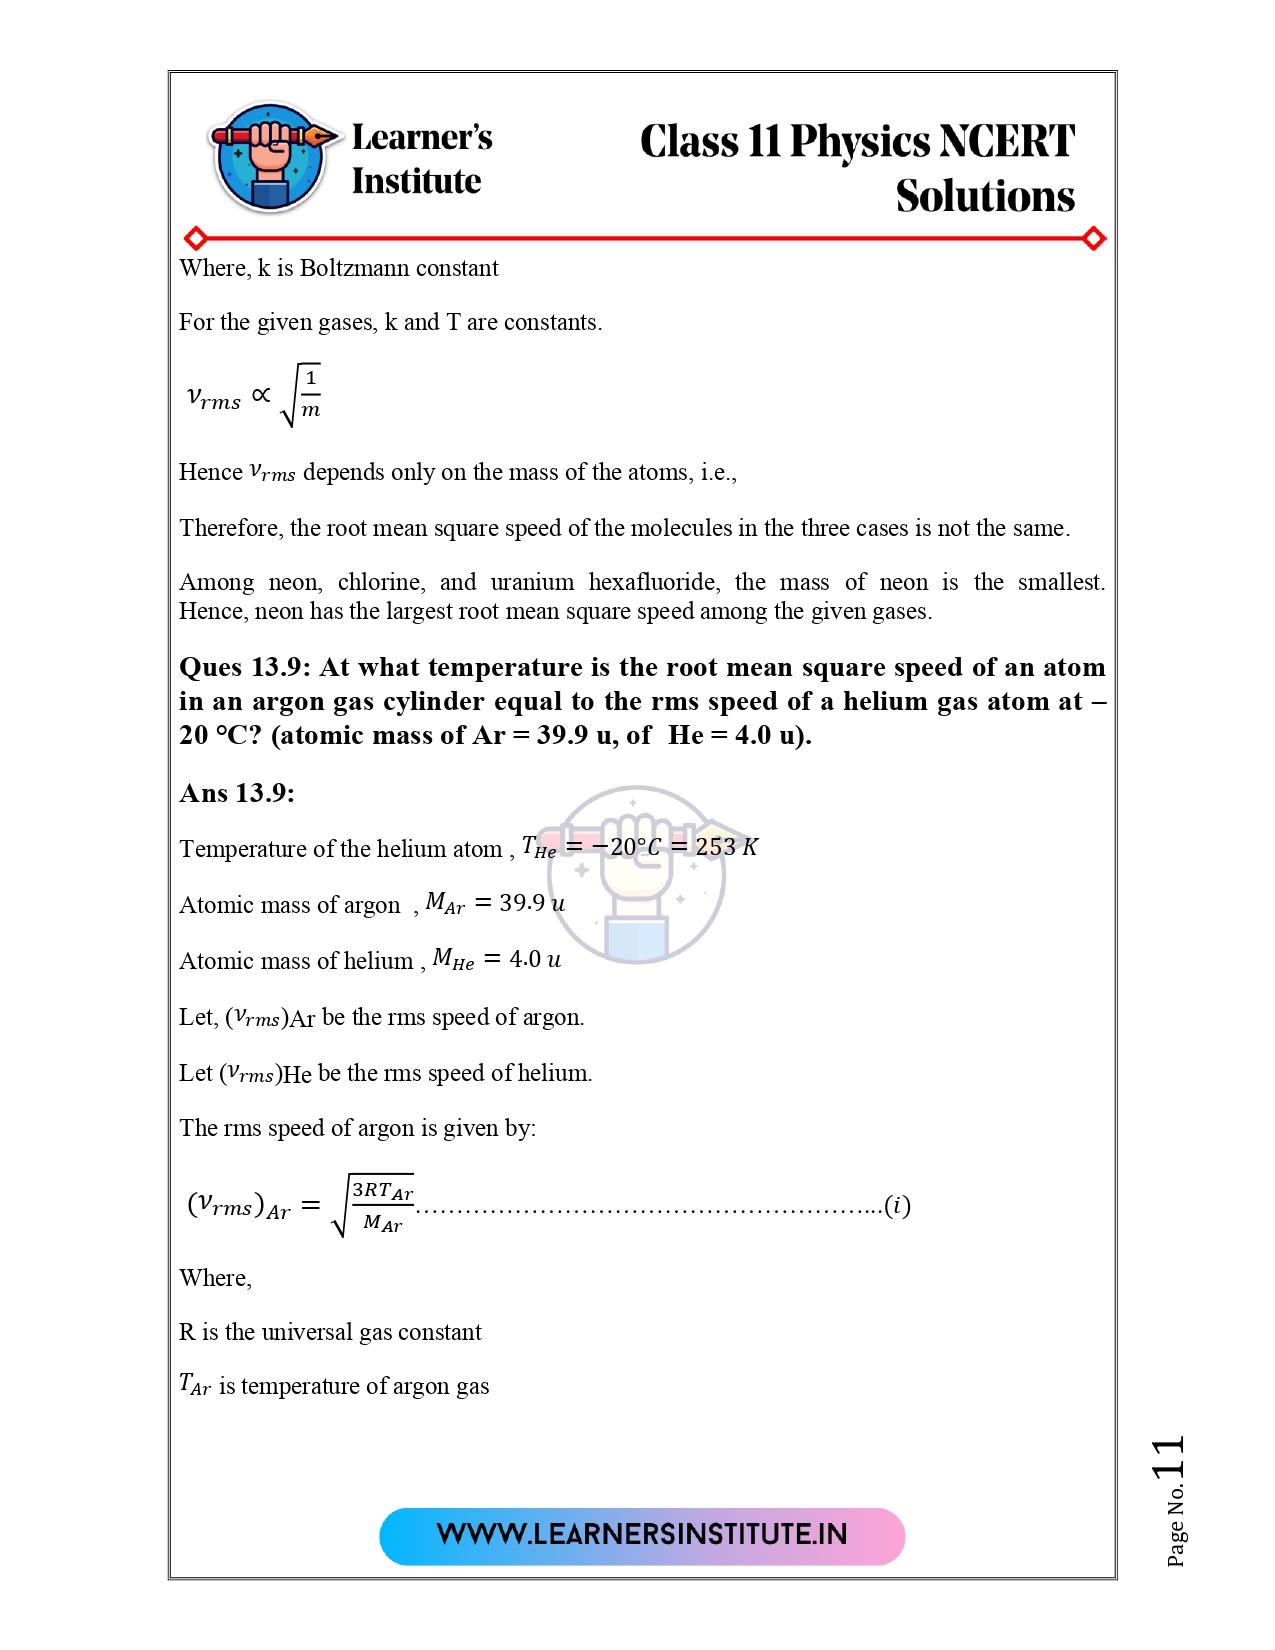 Learner's
Institute
Class 11 Physics NCERT
Solutions
Where, k is Boltzmann constant
For the given gases, k and T are constants.
𝜈_{rms} ∝ √(1/m)
Hence 𝜈_{rms} depends only on the mass of the atoms, i.e.,
Therefore, the root mean square speed of the molecules in the three cases is not the same.
Among neon, chlorine, and uranium hexafluoride, the mass of neon is the smallest.
Hence, neon has the largest root mean square speed among the given gases.
Ques 13.9: At what temperature is the root mean square speed of an atom
in an argon gas cylinder equal to the rms speed of a helium gas atom at –
20 °C? (atomic mass of Ar = 39.9 u, of He = 4.0 u).
Ans 13.9:
Temperature of the helium atom , T_{He} = −20°C = 253 K
Atomic mass of argon , M_{Ar} = 39.9 u
Atomic mass of helium , M_{He} = 4.0 u
Let, (𝜈_{rms})Ar be the rms speed of argon.
Let (𝜈_{rms})He be the rms speed of helium.
The rms speed of argon is given by:
(𝜈_{rms})_{Ar} = √(3RT_{Ar}/M_{Ar})…………………………………………………...(i)
Where,
R is the universal gas constant
T_{Ar} is temperature of argon gas
Page No.11
WWW.LEARNERSINSTITUTE.IN